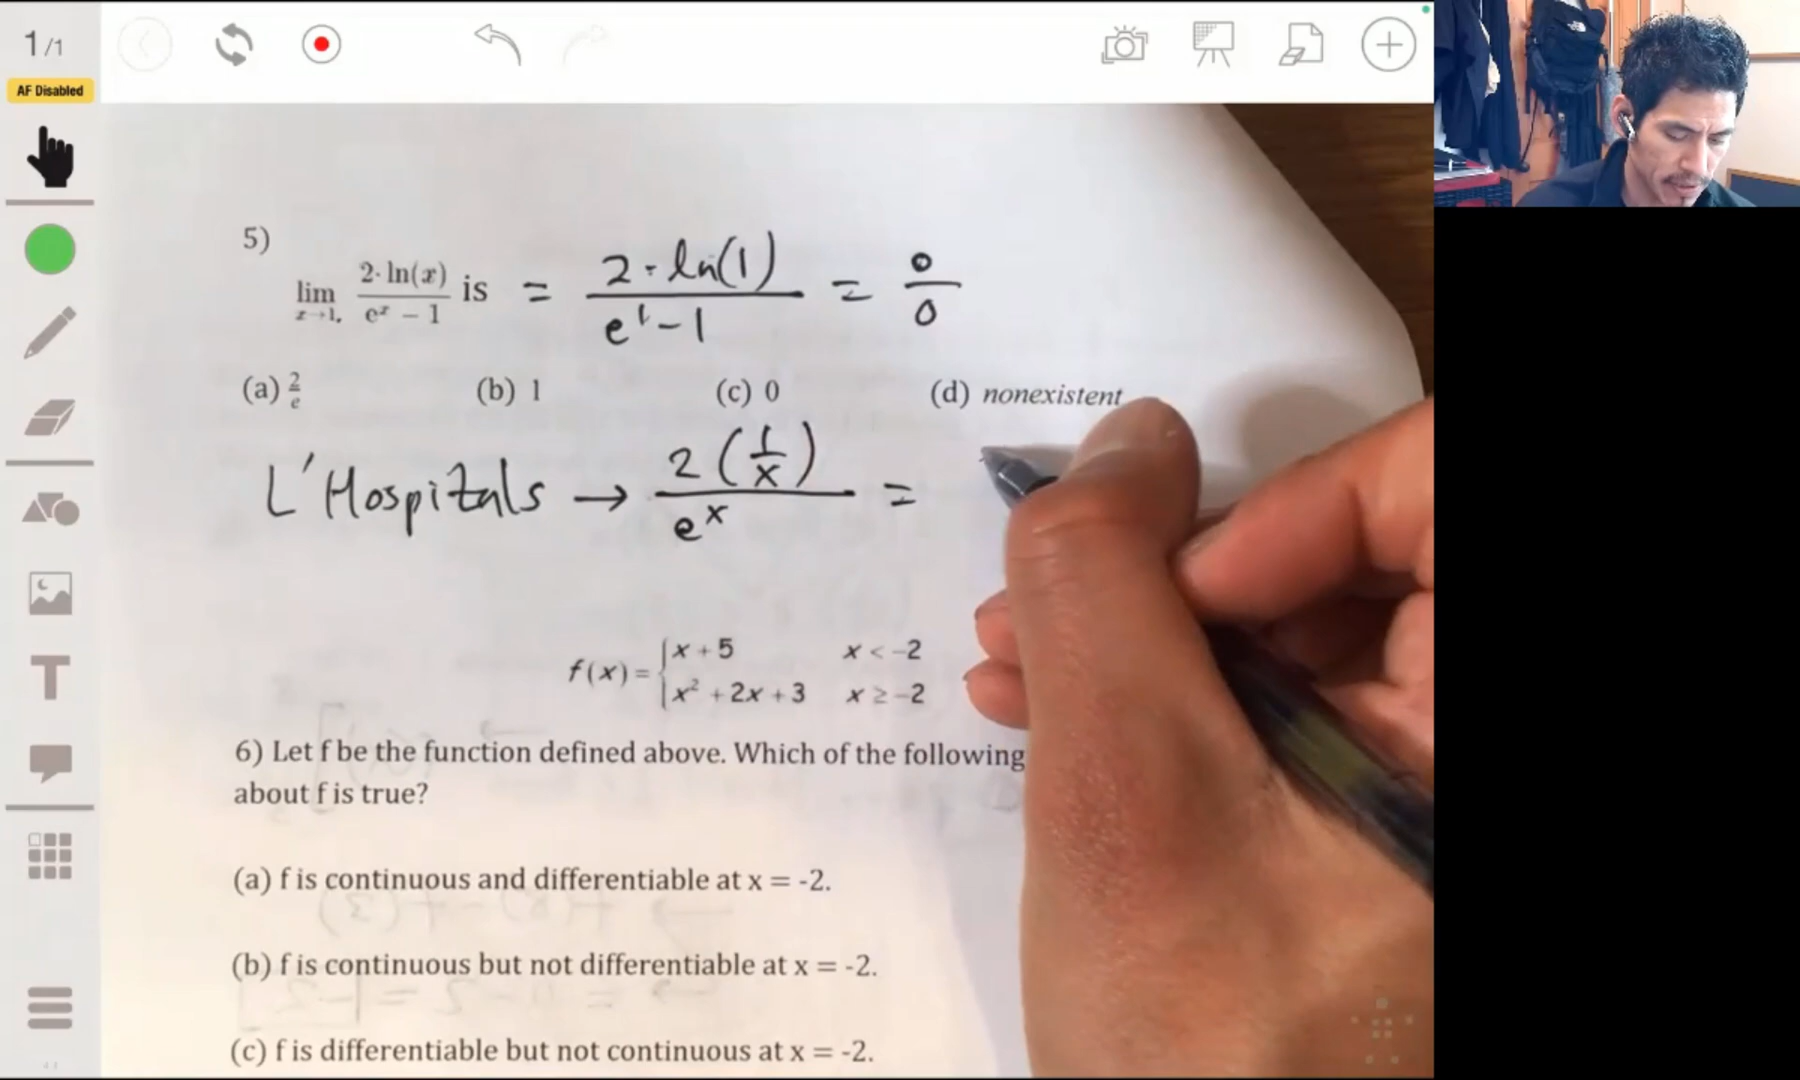 1/1
AF Disabled
5)
lim x→1, 2·ln(x) / eˣ − 1 is = 2·ln(1) / e¹−1 = 0/0
(a) 2/e (b) 1 (c) 0 (d) nonexistent
L'Hospitals → 2(1/x) / eˣ =
f(x) = { x + 5 x < −2
x² + 2x + 3 x ≥ −2
6) Let f be the function defined above. Which of the following
about f is true?
(a) f is continuous and differentiable at x = -2.
(b) f is continuous but not differentiable at x = -2.
(c) f is differentiable but not continuous at x = -2.
T